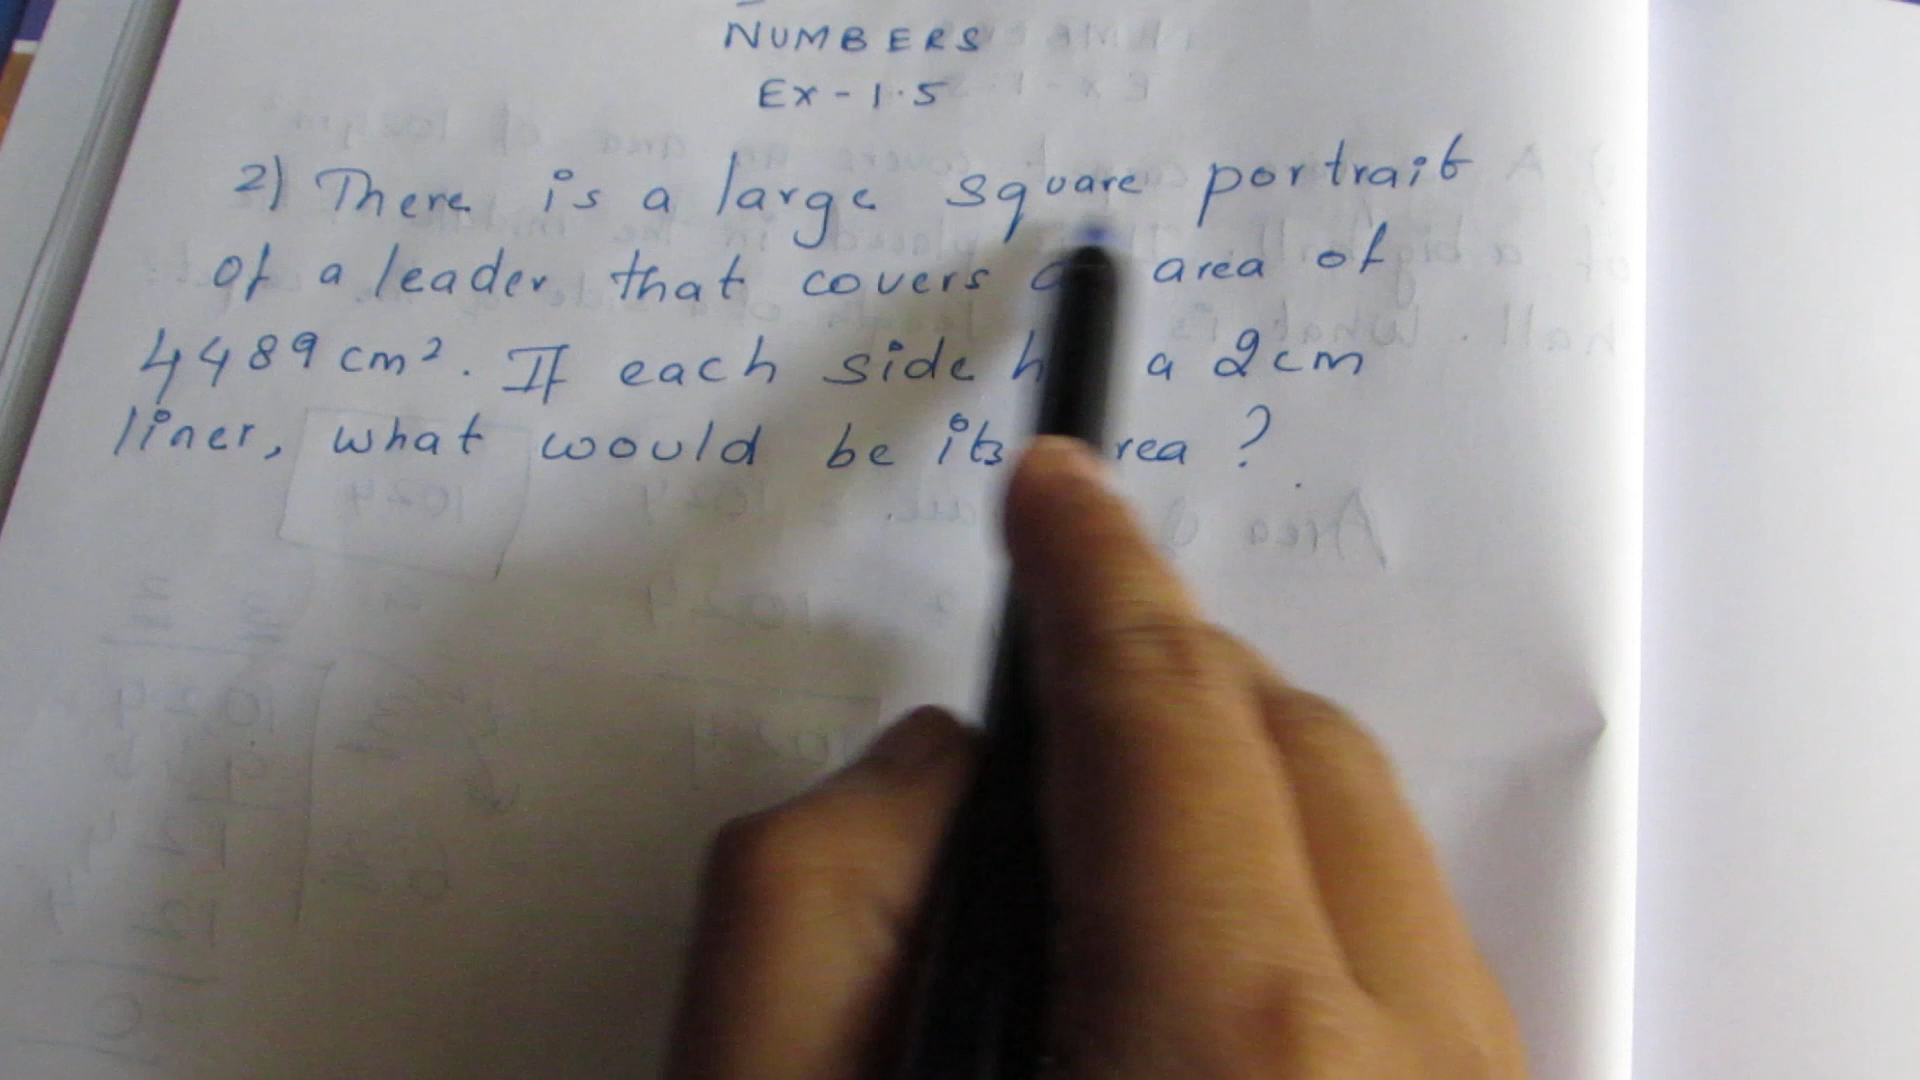 NUMBERS
Ex-1.5
2) There is a large square portrait
of a leader that covers area of
4489 cm². If each side a 2cm
liner, what would be its rea ?